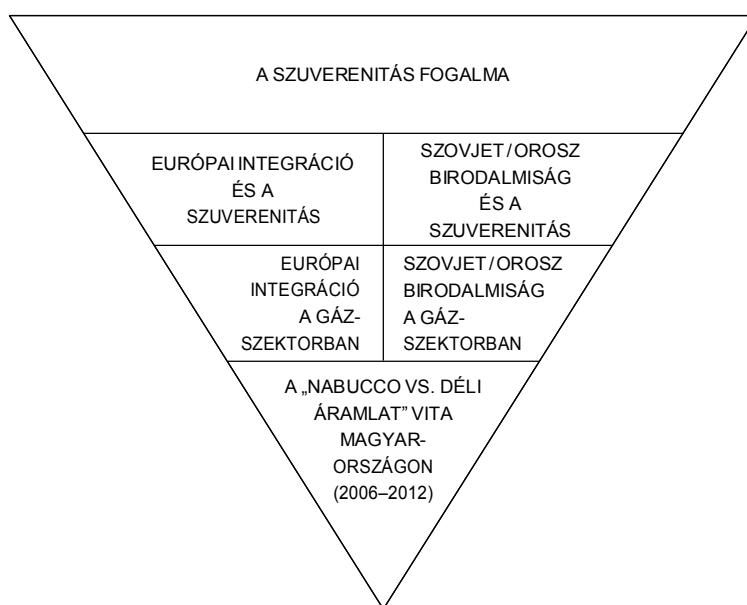 A SZUVERENITÁS FOGALMA
EURÓPAI INTEGRÁCIÓ
ÉS A
SZUVERENITÁS
SZOVJET/OROSZ
BIRODALMISÁG
ÉS A
SZUVERENITÁS
EURÓPAI
INTEGRÁCIÓ
A GÁZ-
SZEKTORBAN
SZOVJET/OROSZ
BIRODALMISÁG
A GÁZ-
SZEKTORBAN
A „NABUCCO VS. DÉLI
ÁRAMLAT” VITA
MAGYAR-
ORSZÁGON
(2006–2012)